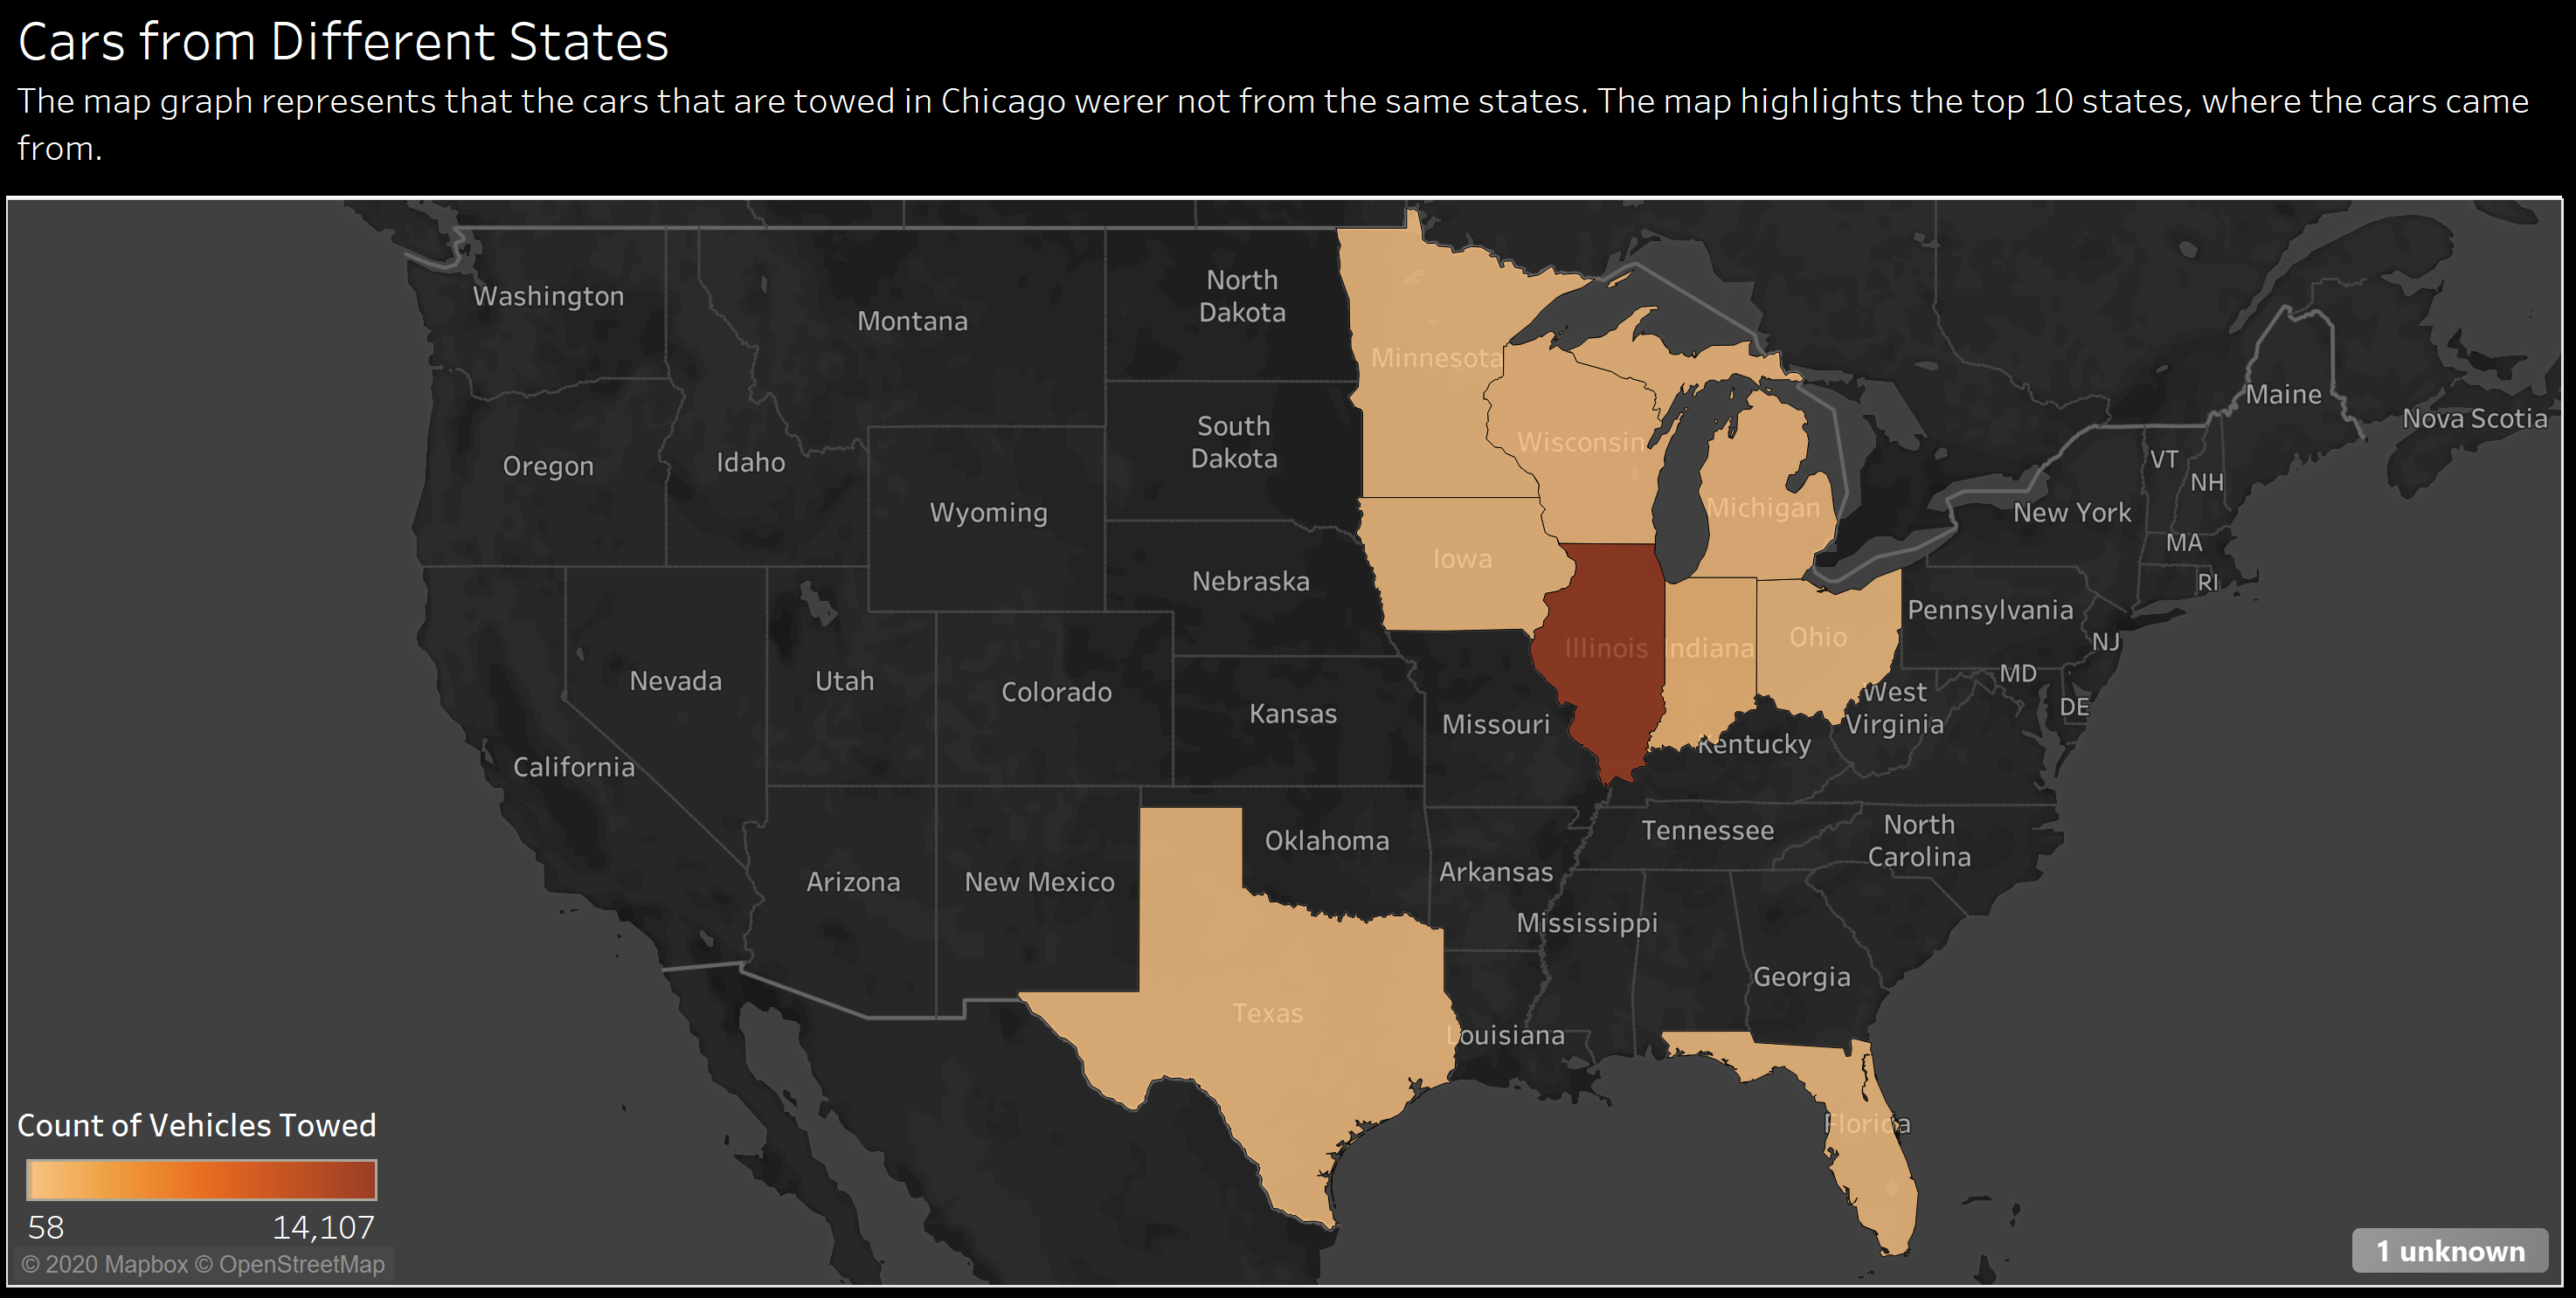 Cars from Different States
The map graph represents that the cars that are towed in Chicago werer not from the same states. The map highlights the top 10 states, where the cars came
from.
Washington
Montana
North
Dakota
Minnesota
Oregon
Idaho
South
Dakota
Wisconsin
Maine
Nova Scotia
Wyoming
Michigan
VT
NH
New York
MA
RI
Nebraska
Iowa
Pennsylvania
NJ
Nevada
Utah
Colorado
Illinois
Indiana
Ohio
MD
DE
Kansas
Missouri
West
Virginia
Kentucky
California
Oklahoma
Tennessee
North
Carolina
Arizona
New Mexico
Arkansas
Mississippi
Georgia
Texas
Louisiana
Florida
Count of Vehicles Towed
58 14,107
© 2020 Mapbox © OpenStreetMap
1 unknown